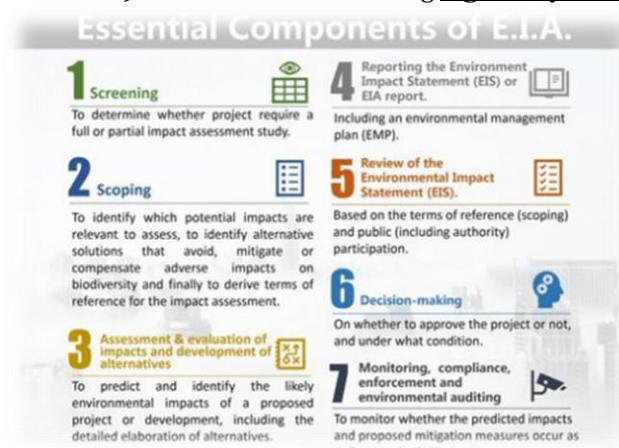 Essential Components of E.I.A.
1 Screening
To determine whether project require a
full or partial impact assessment study.
2 Scoping
To identify which potential impacts are
relevant to assess, to identify alternative
solutions that avoid, mitigate or
compensate adverse impacts on
biodiversity and finally to derive terms of
reference for the impact assessment.
3 Assessment & evaluation of
impacts and development of
alternatives
To predict and identify the likely
environmental impacts of a proposed
project or development, including the
detailed elaboration of alternatives.
4 Reporting the Environment
Impact Statement (EIS) or
EIA report.
Including an environmental management
plan (EMP).
5 Review of the
Environmental Impact
Statement (EIS).
Based on the terms of reference (scoping)
and public (including authority)
participation.
6 Decision-making
On whether to approve the project or not,
and under what condition.
7 Monitoring, compliance,
enforcement and
environmental auditing
To monitor whether the predicted impacts
and proposed mitigation measures occur as